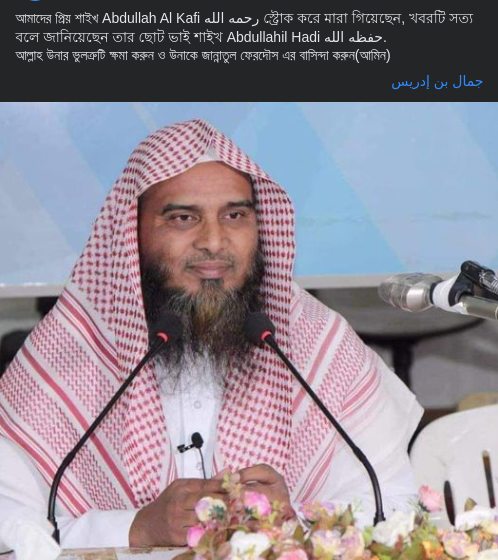 আমাদের প্রিয় শাইখ Abdullah Al Kafi رحمه الله স্ট্রোক করে মারা গিয়েছেন, খবরটি সত্য
বলে জানিয়েছেন তার ছোট ভাই শাইখ Abdullahil Hadi حفظه الله.
আল্লাহ উনার ভুলত্রুটি ক্ষমা করুন ও উনাকে জান্নাতুল ফেরদৌস এর বাসিন্দা করুন(আমিন)
جمال بن إدريس